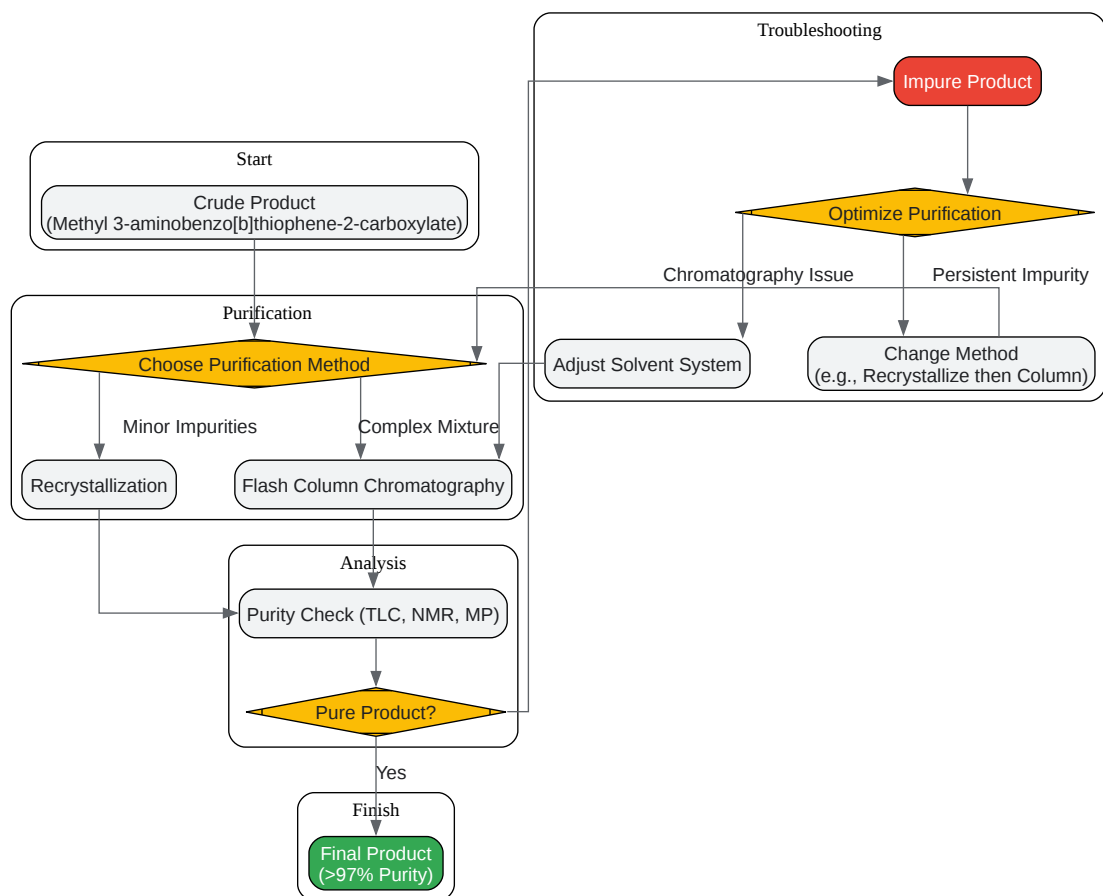 Troubleshooting
Impure Product
Start
Crude Product
(Methyl 3-aminobenzo[b]thiophene-2-carboxylate)
Optimize Purification
Chromatography Issue
Persistent Impurity
Purification
Choose Purification Method
Adjust Solvent System
Change Method
(e.g., Recrystallize then Column)
Minor Impurities
Complex Mixture
Recrystallization
Flash Column Chromatography
Analysis
Purity Check (TLC, NMR, MP)
Pure Product?
Yes
Finish
Final Product
(>97% Purity)